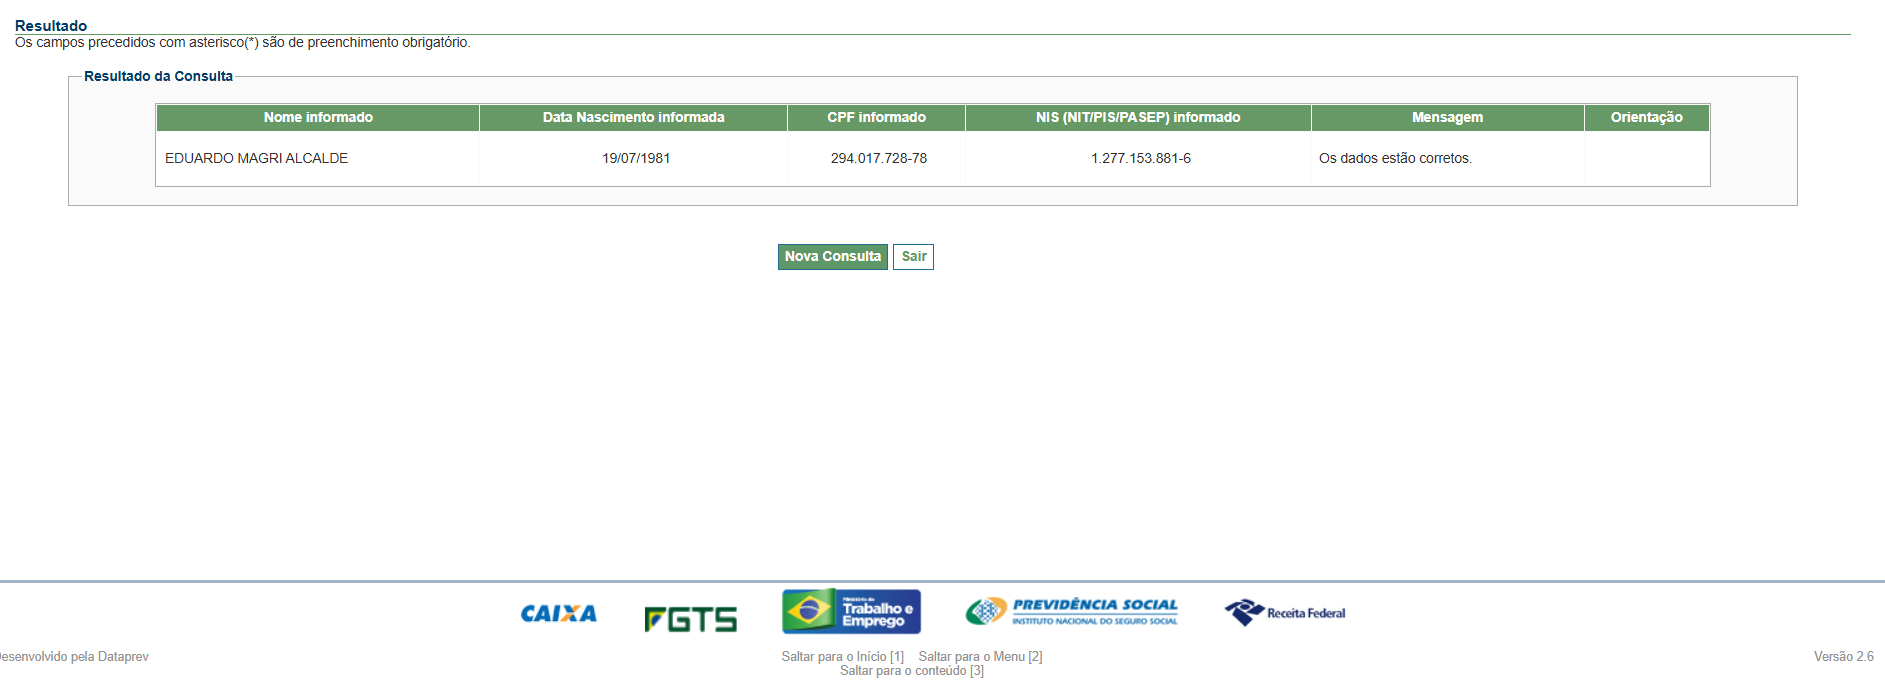 Resultado
Os campos precedidos com asterisco(*) são de preenchimento obrigatório.
Resultado da Consulta
Nome informado Data Nascimento informada CPF informado NIS (NIT/PIS/PASEP) informado Mensagem Orientação
EDUARDO MAGRI ALCALDE 19/07/1981 294.017.728-78 1.277.153.881-6 Os dados estão corretos.
Nova Consulta Sair
CAIXA
FGTS
Ministério do
Trabalho e
Emprego
PREVIDÊNCIA SOCIAL
INSTITUTO NACIONAL DO SEGURO SOCIAL
Receita Federal
esenvolvido pela Dataprev Saltar para o Início [1] Saltar para o Menu [2] Versão 2.6
Saltar para o conteúdo [3]